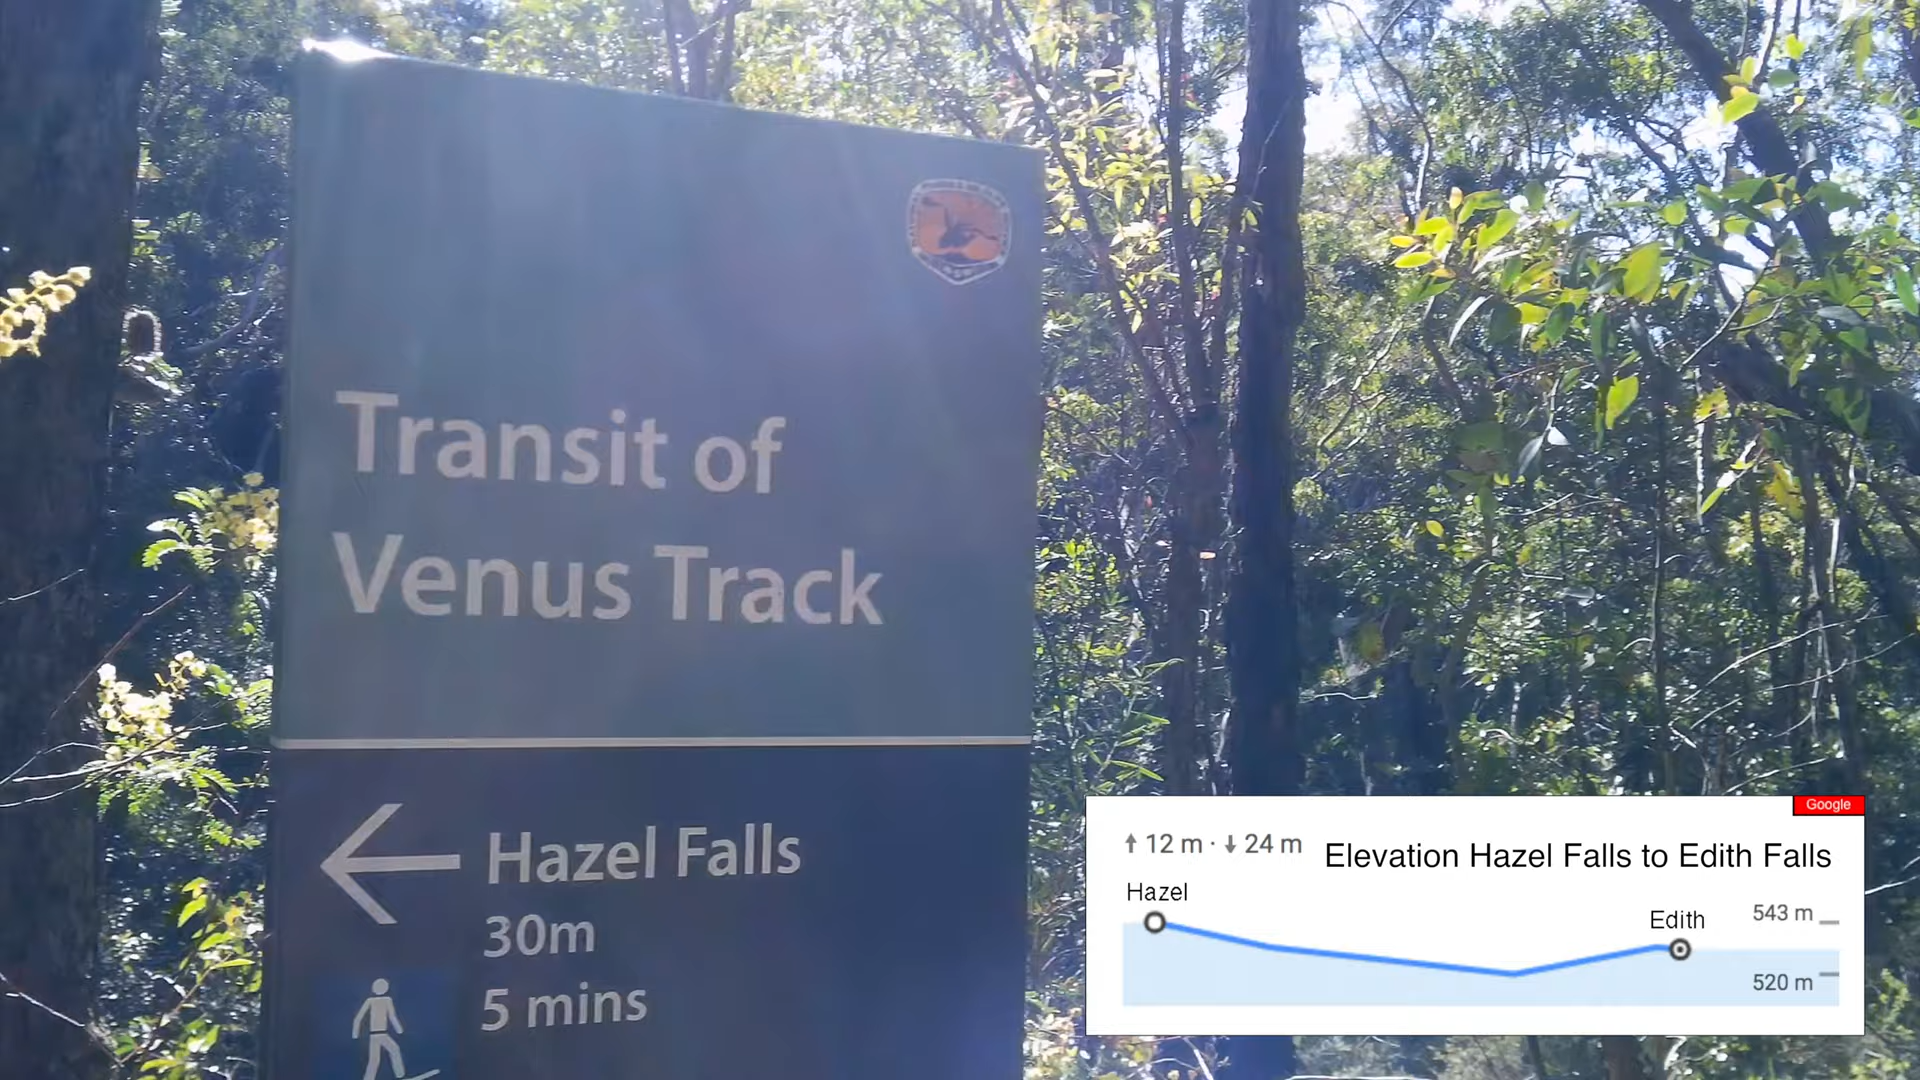 Transit of
Venus Track
Hazel Falls
30m
5 mins
Google
↑ 12 m · ↓ 24 m
Elevation Hazel Falls to Edith Falls
Hazel
Edith
543 m
520 m